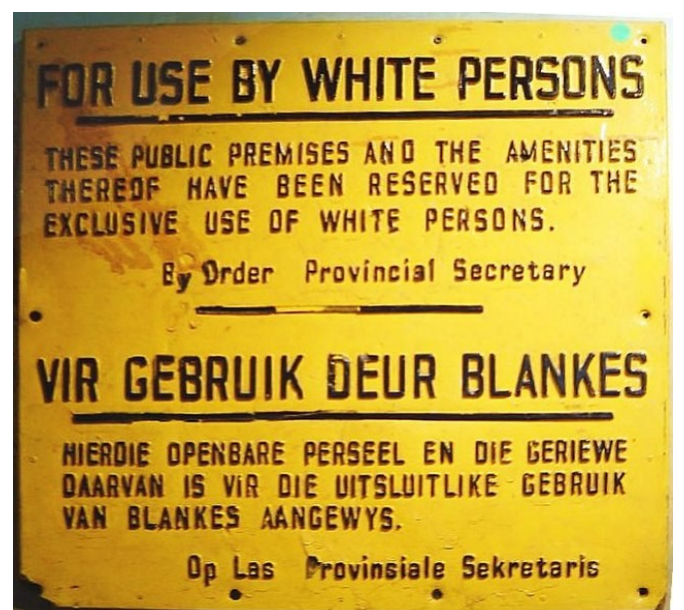 FOR USE BY WHITE PERSONS
THESE PUBLIC PREMISES AND THE AMENITIES
THEREOF HAVE BEEN RESERVED FOR THE
EXCLUSIVE USE OF WHITE PERSONS.
By Order Provincial Secretary
VIR GEBRUIK DEUR BLANKES
HIERDIE OPENBARE PERSEEL EN DIE GERIEWE
DAARVAN IS VIR DIE UITSLUITLIKE GEBRUIK
VAN BLANKES AANGEWYS.
Op Las Provinsiale Sekretaris